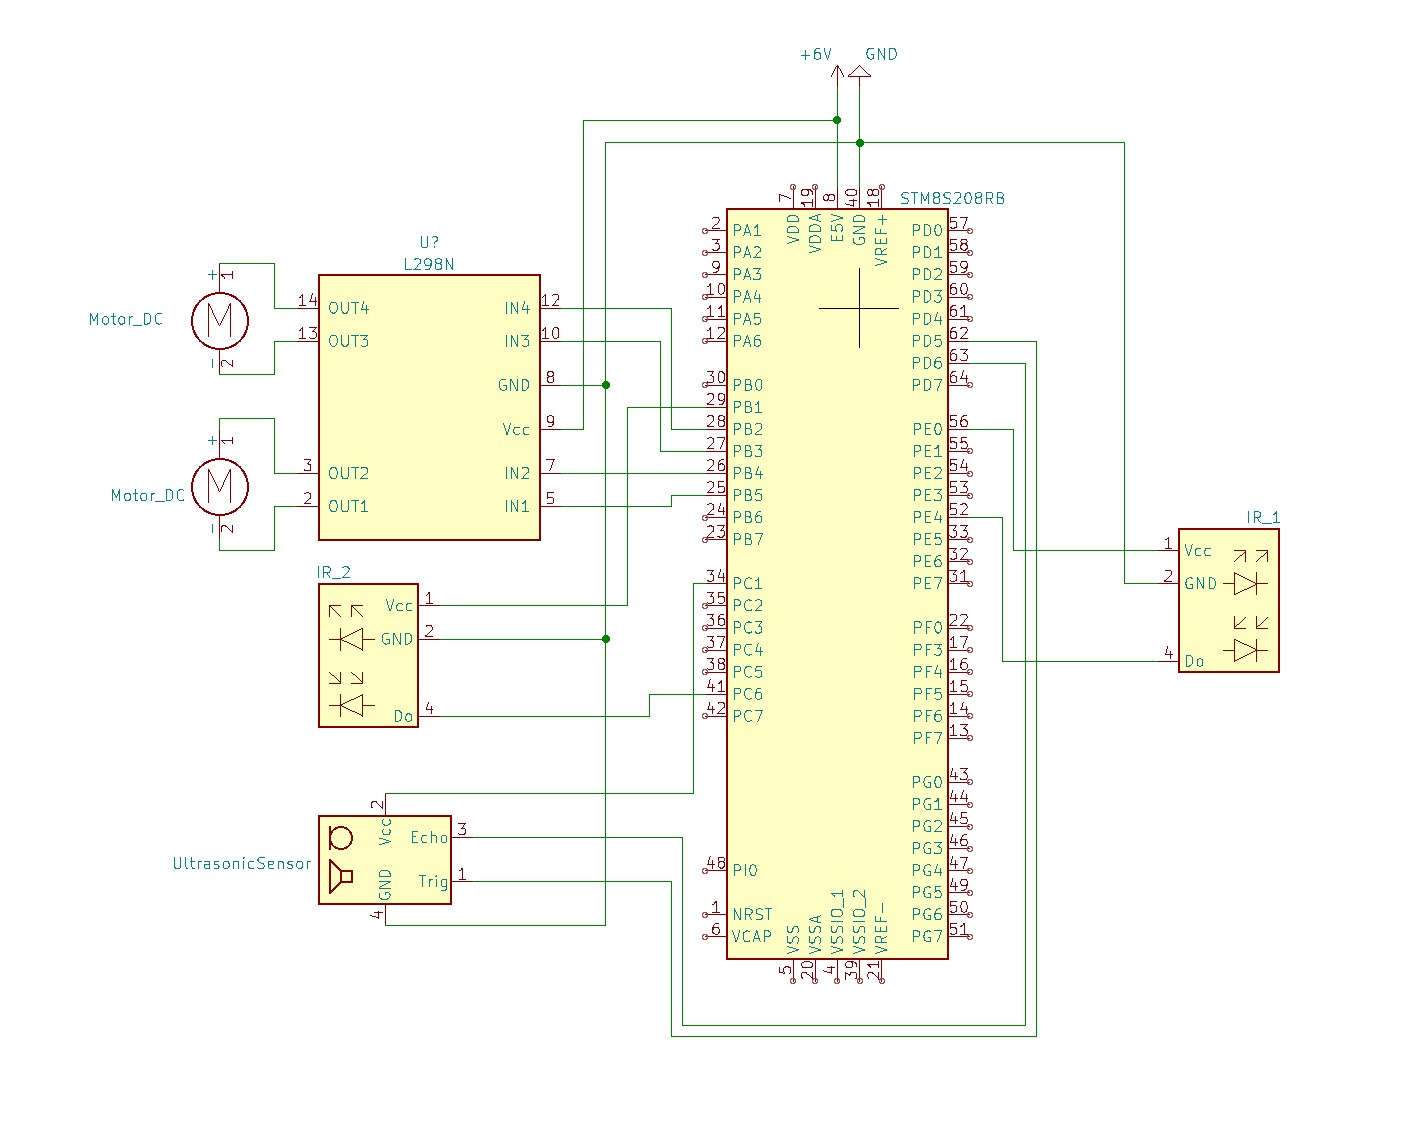 +6V GND
STM8S208RB
7 VDD
19 VDDA
8 E5V
40 GND
18 VREF+
U?
L298N
14 OUT4
13 OUT3
3 OUT2
2 OUT1
IN4 12
IN3 10
GND 8
Vcc 9
IN2 7
IN1 5
Motor_DC
+ 1
M
- 2
Motor_DC
+ 1
M
- 2
IR_2
Vcc 1
GND 2
Do 4
UltrasonicSensor
2 Vcc
Echo 3
Trig 1
4 GND
2 PA1
3 PA2
9 PA3
10 PA4
11 PA5
12 PA6
30 PB0
29 PB1
28 PB2
27 PB3
26 PB4
25 PB5
24 PB6
23 PB7
34 PC1
35 PC2
36 PC3
37 PC4
38 PC5
41 PC6
42 PC7
48 PI0
1 NRST
6 VCAP
PD0 57
PD1 58
PD2 59
PD3 60
PD4 61
PD5 62
PD6 63
PD7 64
PE0 56
PE1 55
PE2 54
PE3 53
PE4 52
PE5 33
PE6 32
PE7 31
PF0 22
PF3 17
PF4 16
PF5 15
PF6 14
PF7 13
PG0 43
PG1 44
PG2 45
PG3 46
PG4 47
PG5 49
PG6 50
PG7 51
5 VSS
20 VSSA
4 VSSIO_1
39 VSSIO_2
21 VREF-
IR_1
1 Vcc
2 GND
4 Do